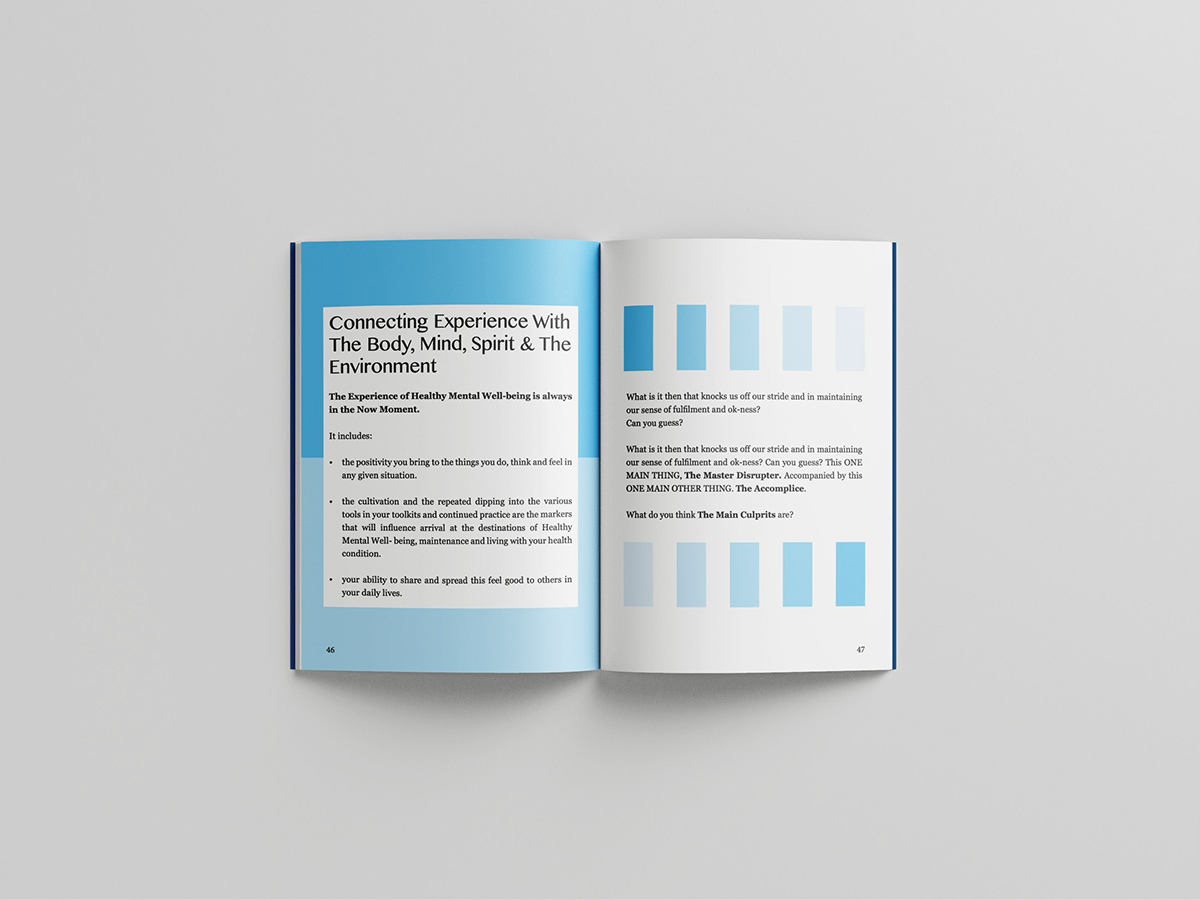 Connecting Experience With
The Body, Mind, Spirit & The
Environment
The Experience of Healthy Mental Well-being is always
in the Now Moment.
It includes:
• the positivity you bring to the things you do, think and feel in
any given situation.
• the cultivation and the repeated dipping into the various
tools in your toolkits and continued practice are the markers
that will influence arrival at the destinations of Healthy
Mental Well- being, maintenance and living with your health
condition.
• your ability to share and spread this feel good to others in
your daily lives.
46
What is it then that knocks us off our stride and in maintaining
our sense of fulfilment and ok-ness?
Can you guess?
What is it then that knocks us off our stride and in maintaining
our sense of fulfilment and ok-ness? Can you guess? This ONE
MAIN THING, The Master Disrupter. Accompanied by this
ONE MAIN OTHER THING. The Accomplice.
What do you think The Main Culprits are?
47